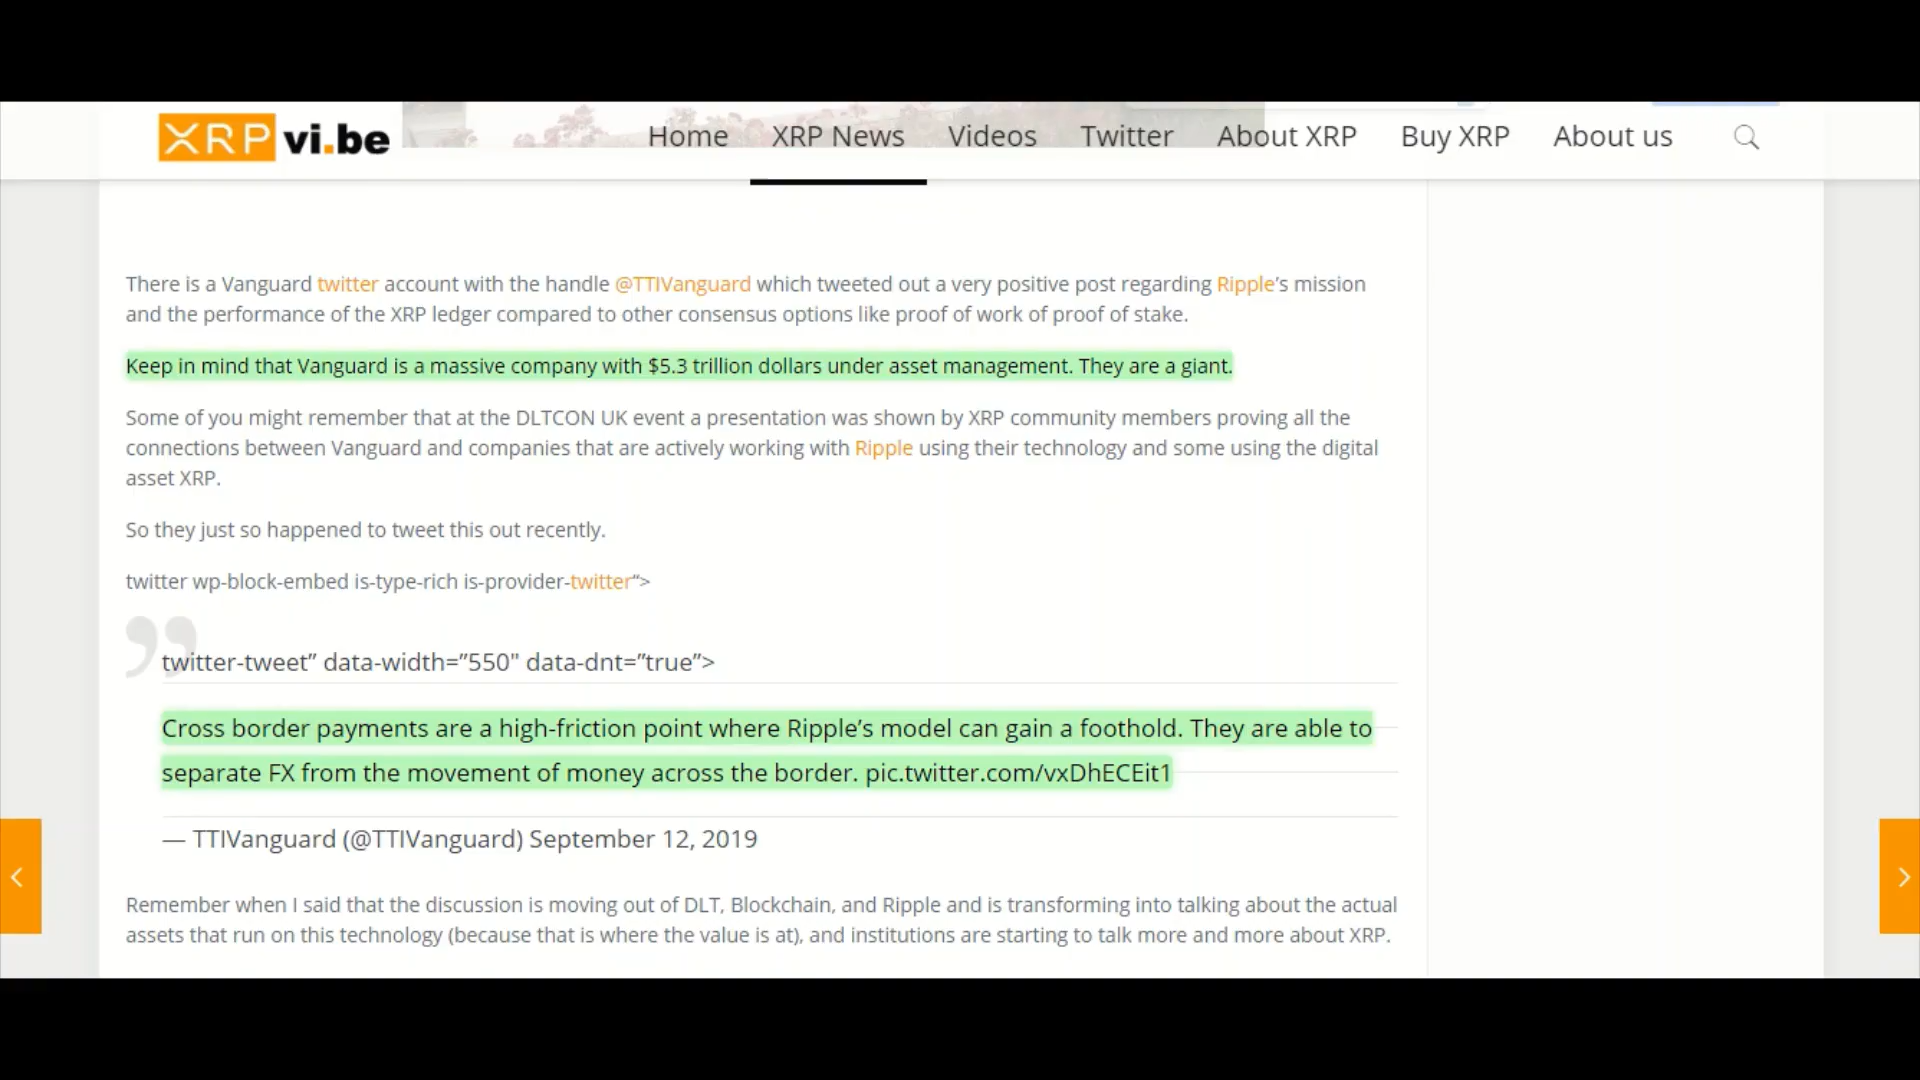 XRP vi.be
Home XRP News Videos Twitter About XRP Buy XRP About us
There is a Vanguard twitter account with the handle @TTIVanguard which tweeted out a very positive post regarding Ripple’s mission
and the performance of the XRP ledger compared to other consensus options like proof of work of proof of stake.
Keep in mind that Vanguard is a massive company with $5.3 trillion dollars under asset management. They are a giant.
Some of you might remember that at the DLTCON UK event a presentation was shown by XRP community members proving all the
connections between Vanguard and companies that are actively working with Ripple using their technology and some using the digital
asset XRP.
So they just so happened to tweet this out recently.
twitter wp-block-embed is-type-rich is-provider-twitter“>
twitter-tweet” data-width=”550″ data-dnt=”true”>
Cross border payments are a high-friction point where Ripple’s model can gain a foothold. They are able to
separate FX from the movement of money across the border. pic.twitter.com/vxDhECEit1
— TTIVanguard (@TTIVanguard) September 12, 2019
Remember when I said that the discussion is moving out of DLT, Blockchain, and Ripple and is transforming into talking about the actual
assets that run on this technology (because that is where the value is at), and institutions are starting to talk more and more about XRP.